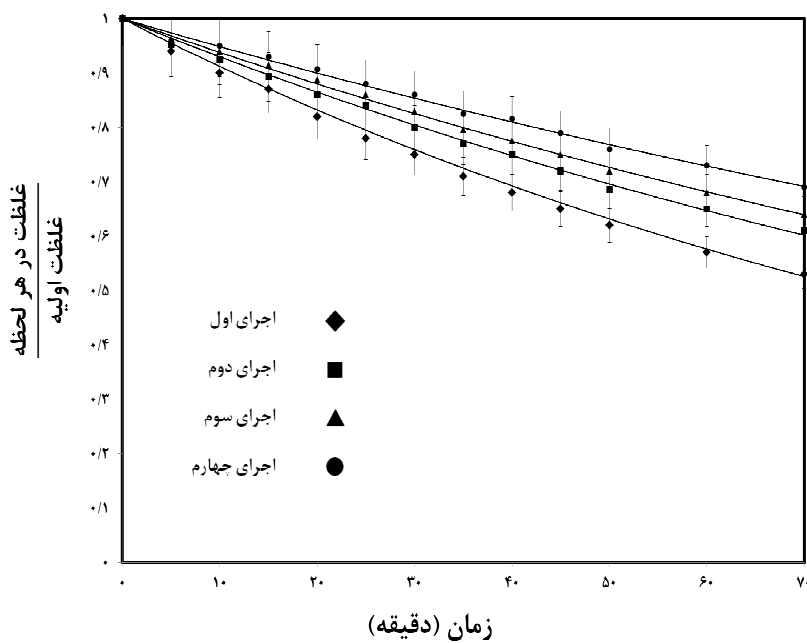 ۱
۰/۹
۰/۸
۰/۷
۰/۶
۰/۵
۰/۴
۰/۳
۰/۲
۰/۱
۰
غلظت در هر لحظه
غلظت اولیه
اجرای اول
اجرای دوم
اجرای سوم
اجرای چهارم
۰ ۱۰ ۲۰ ۳۰ ۴۰ ۵۰ ۶۰ ۷۰
زمان (دقیقه)